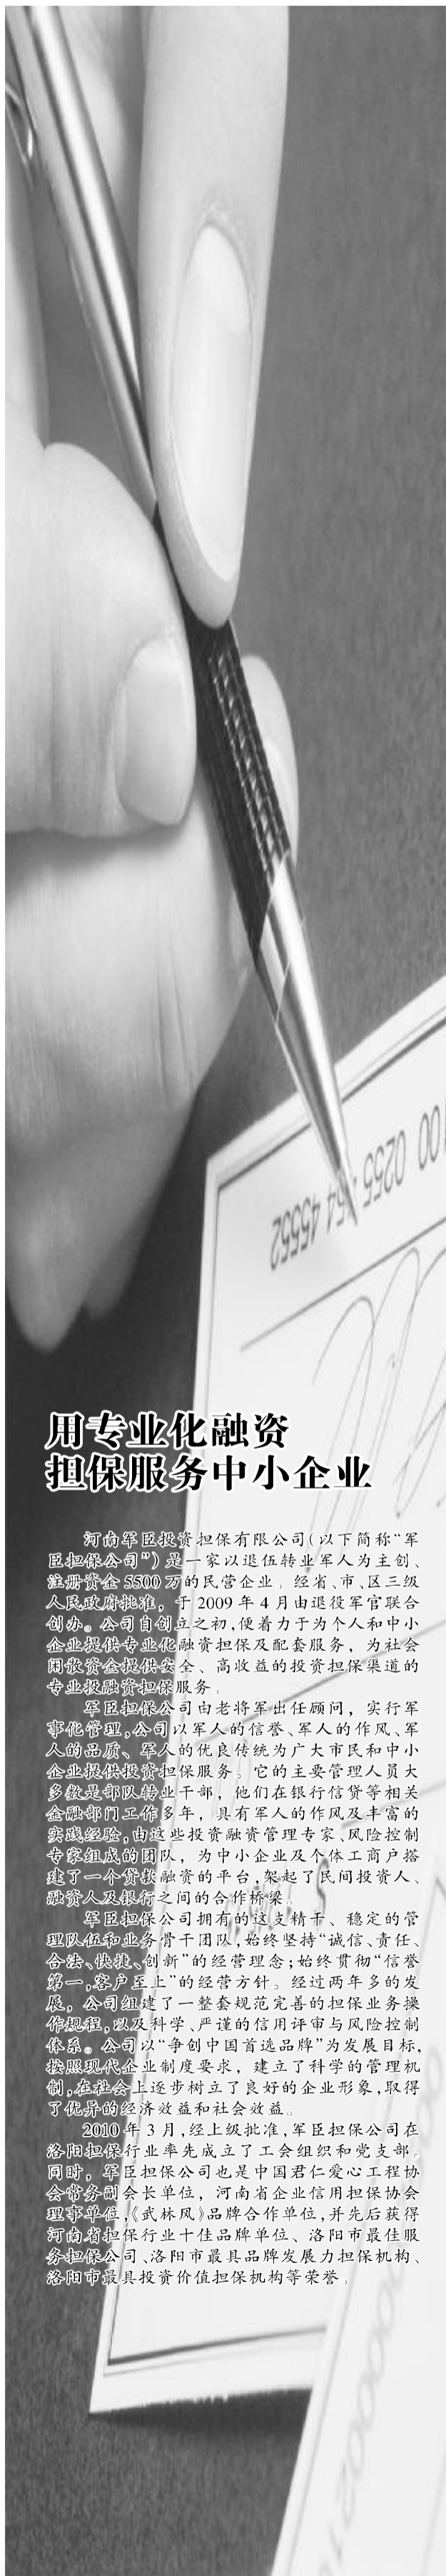 用专业化融资
担保服务中小企业
河南军臣投资担保有限公司（以下简称“军
臣担保公司”）是一家以退伍转业军人为主创、
注册资金 5500 万的民营企业。经省、市、区三级
人民政府批准，于 2009 年 4 月由退役军官联合
创办。公司自创立之初,便着力于为个人和中小
企业提供专业化融资担保及配套服务，为社会
闲散资金提供安全、高收益的投资担保渠道的
专业投融资担保服务。
军臣担保公司由老将军出任顾问，实行军
事化管理,公司以军人的信誉、军人的作风、军
人的品质、军人的优良传统为广大市民和中小
企业提供投资担保服务。它的主要管理人员大
多数是部队转业干部，他们在银行信贷等相关
金融部门工作多年，具有军人的作风及丰富的
实践经验,由这些投资融资管理专家、风险控制
专家组成的团队，为中小企业及个体工商户搭
建了一个贷款融资的平台,架起了民间投资人、
融资人及银行之间的合作桥梁。
军臣担保公司拥有的这支精干、稳定的管
理队伍和业务骨干团队,始终坚持“诚信、责任、
合法、快捷、创新”的经营理念;始终贯彻“信誉
第一,客户至上”的经营方针。经过两年多的发
展，公司组建了一整套规范完善的担保业务操
作规程,以及科学、严谨的信用评审与风险控制
体系。公司以“争创中国首选品牌”为发展目标,
按照现代企业制度要求，建立了科学的管理机
制,在社会上逐步树立了良好的企业形象,取得
了优异的经济效益和社会效益。
2010 年 3 月,经上级批准,军臣担保公司在
洛阳担保行业率先成立了工会组织和党支部。
同时，军臣担保公司也是中国君仁爱心工程协
会常务副会长单位，河南省企业信用担保协会
理事单位,《武林风》品牌合作单位,并先后获得
河南省担保行业十佳品牌单位、洛阳市最佳服
务担保公司、洛阳市最具品牌发展力担保机构、
洛阳市最具投资价值担保机构等荣誉。